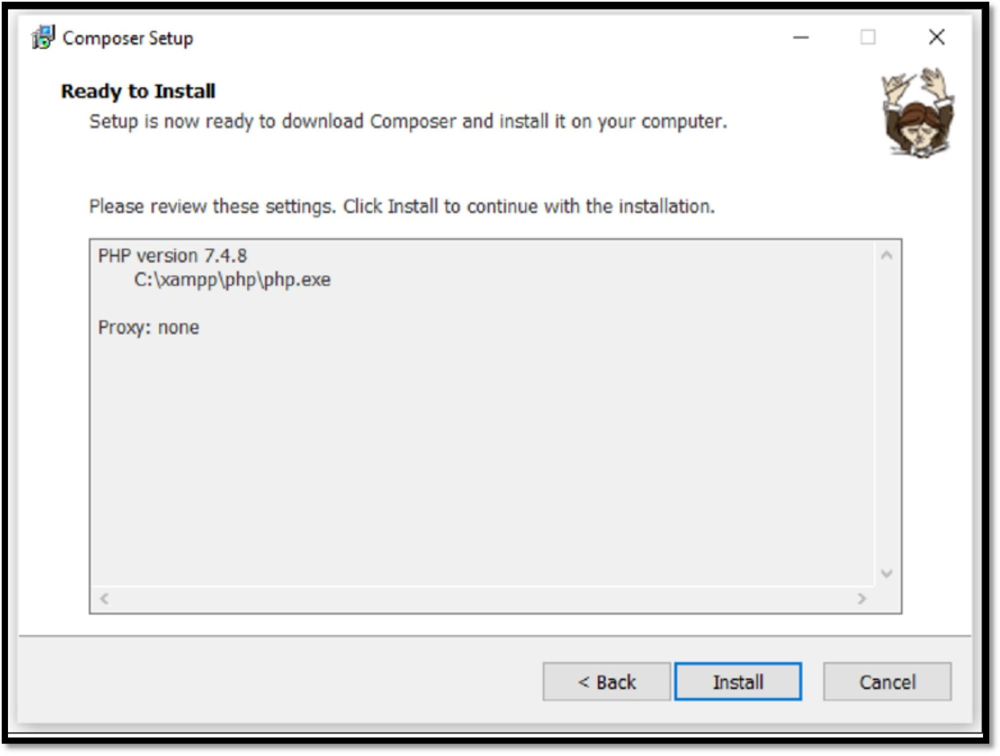 Composer Setup
Ready to Install
Setup is now ready to download Composer and install it on your computer.
Please review these settings. Click Install to continue with the installation.
PHP version 7.4.8
C:\xampp\php\php.exe
Proxy: none
< Back
Install
Cancel